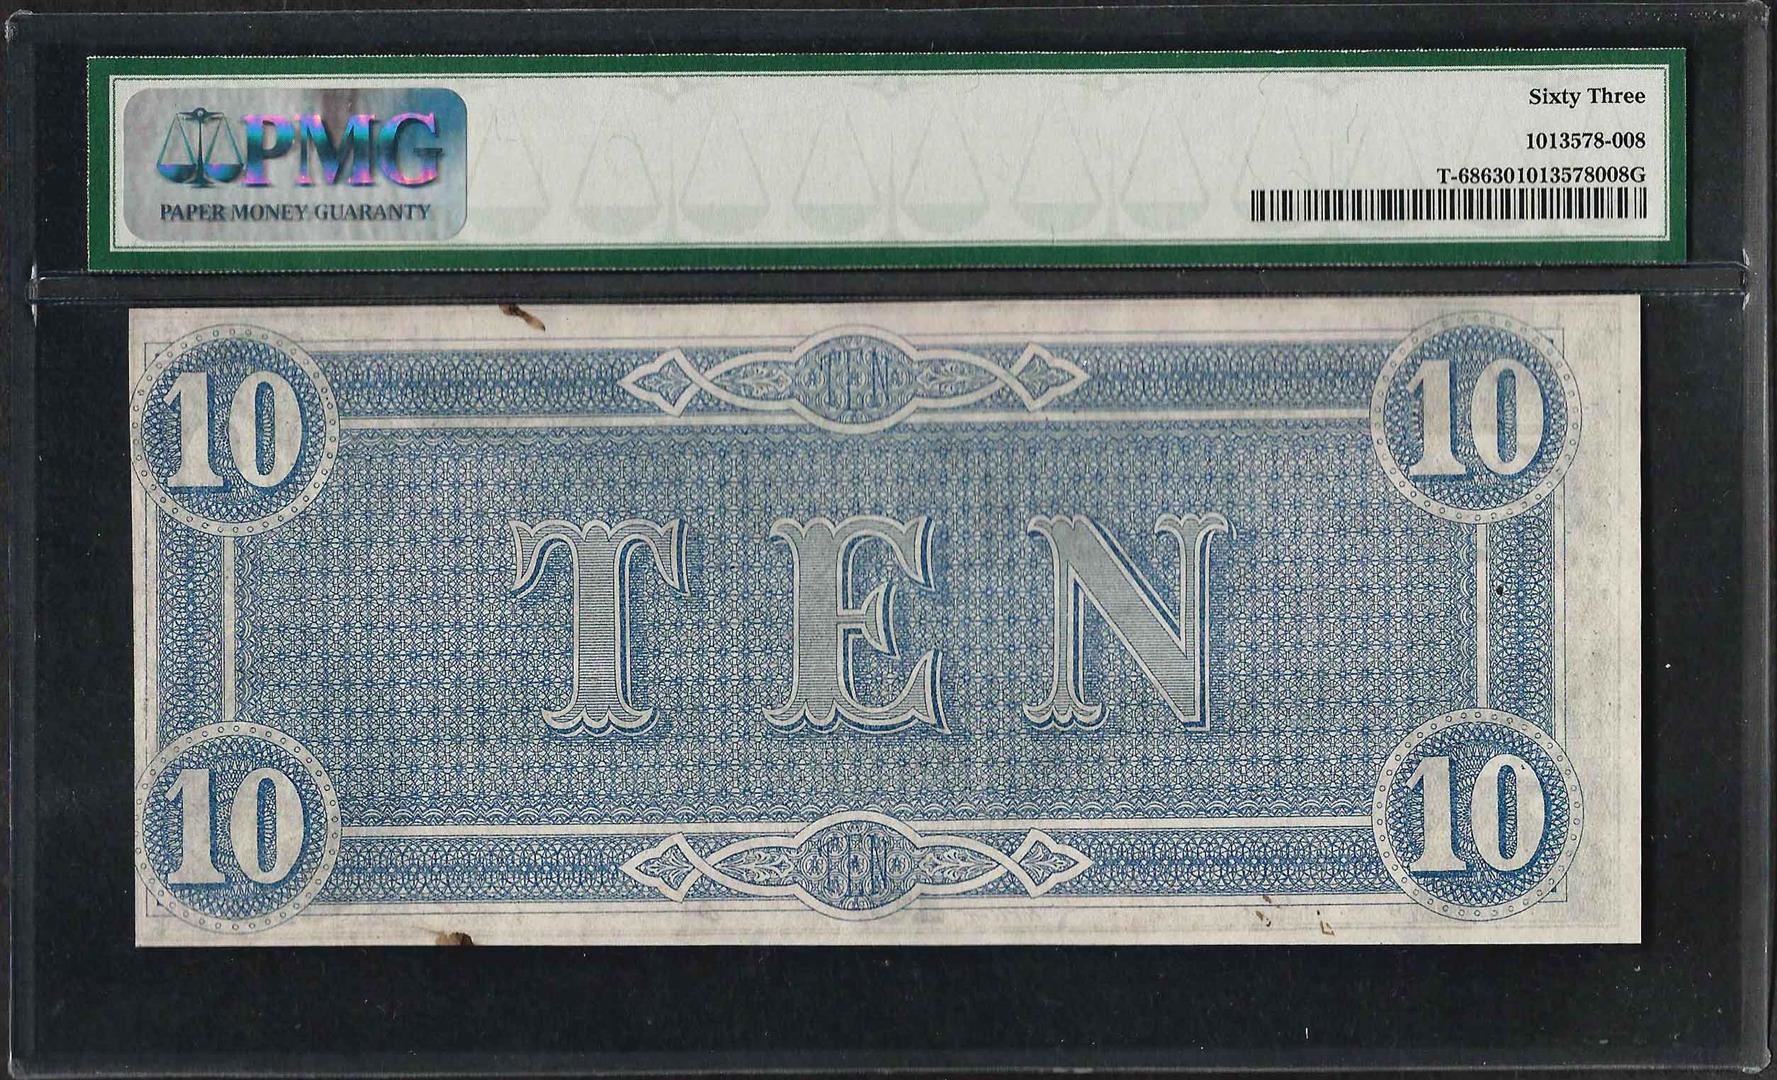 PMG
PAPER MONEY GUARANTY
Sixty Three
1013578-008
T-686301013578008G
10 TEN 10
TEN
10 TEN 10